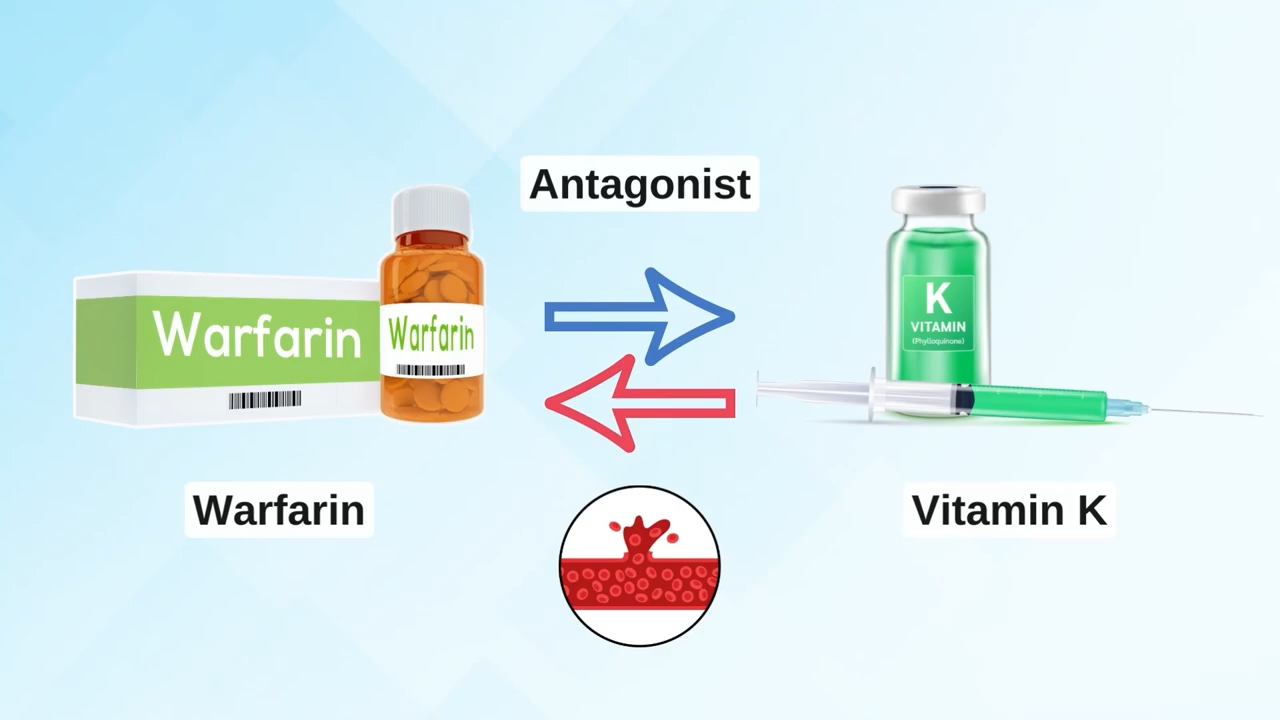 Antagonist
Warfarin
Warfarin
K
VITAMIN
(Phylloquinone)
Warfarin
Vitamin K